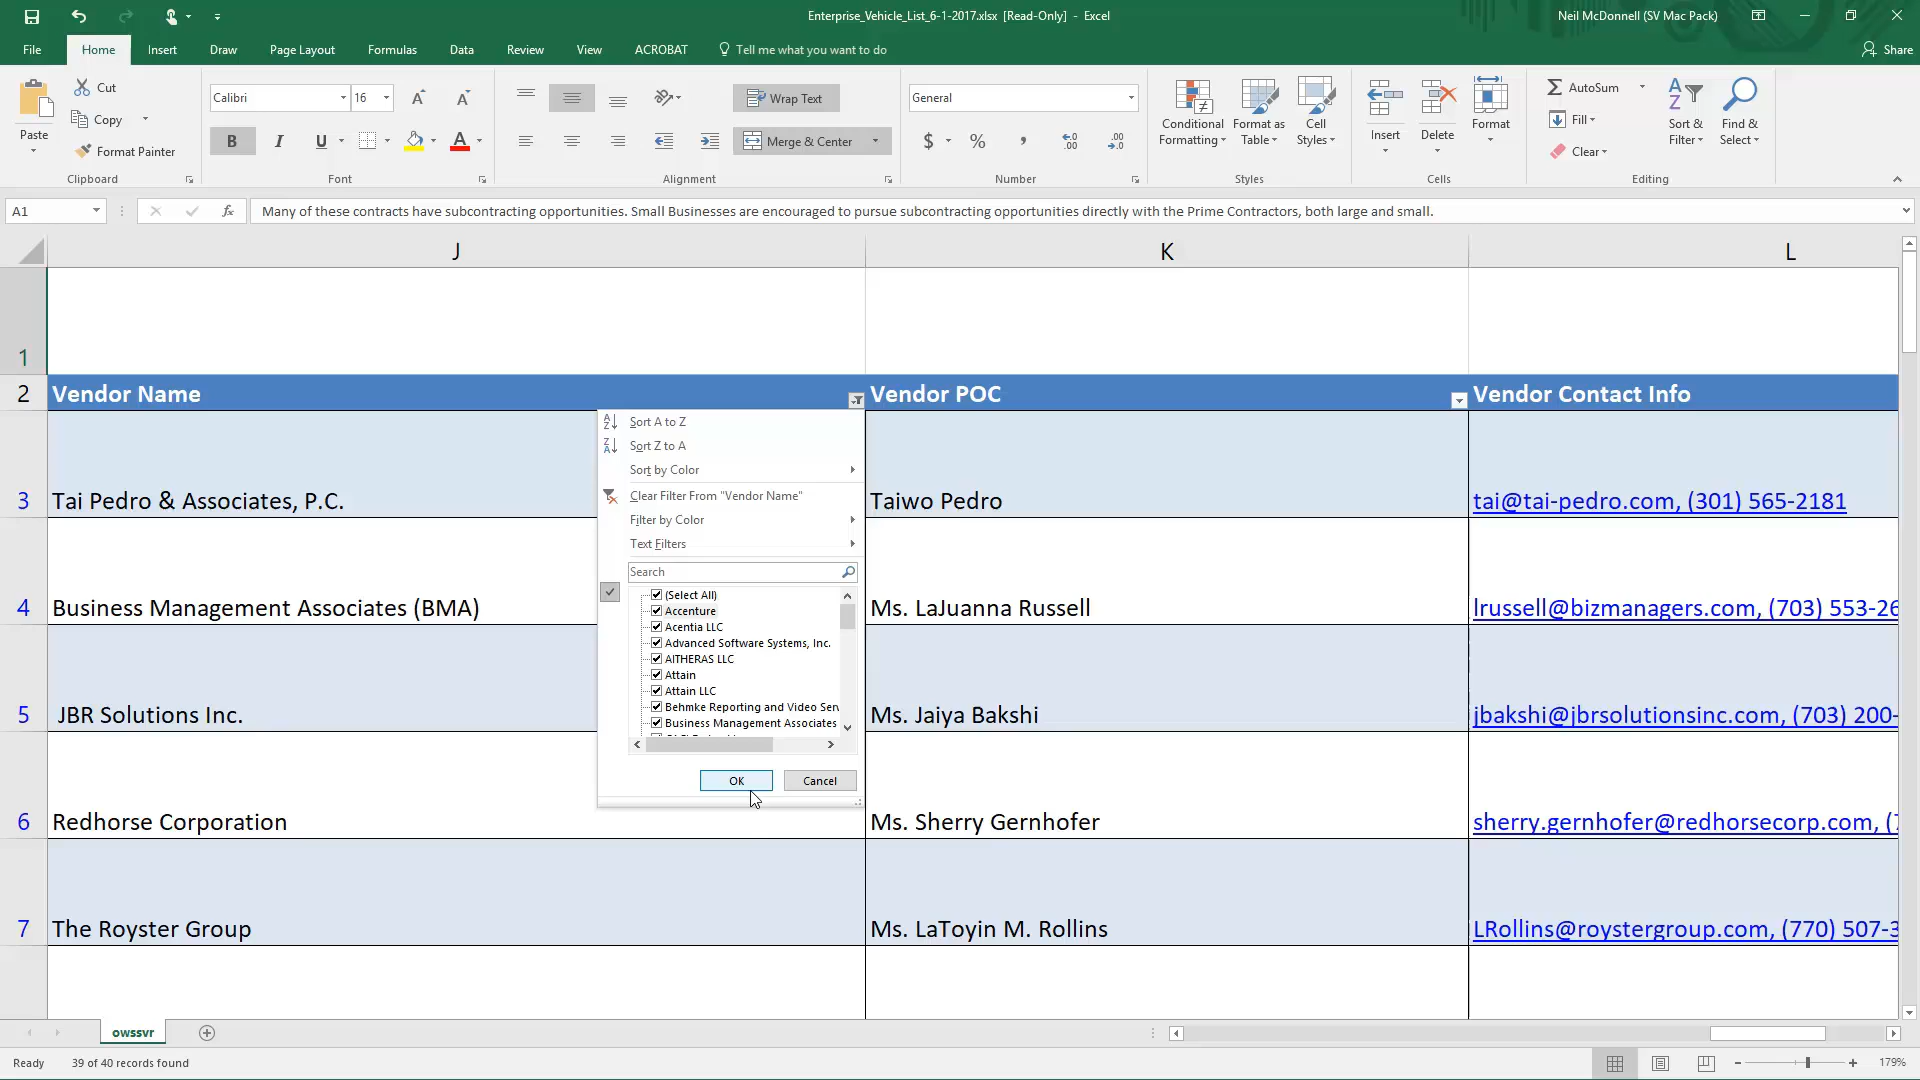 Enterprise_Vehicle_List_6-1-2017.xlsx [Read-Only] - Excel
Neil McDonnell (SV Mac Pack)
File Home Insert Draw Page Layout Formulas Data Review View ACROBAT Tell me what you want to do Share
Paste
Cut
Copy
Format Painter
Clipboard
Calibri 16
B I U A
Font
Wrap Text
Merge & Center
Alignment
General
$ % ,
Number
Conditional Formatting
Format as Table
Cell Styles
Styles
Insert Delete Format
Cells
AutoSum
Fill
Clear
Sort & Filter
Find & Select
Editing
A1 fx Many of these contracts have subcontracting opportunities. Small Businesses are encouraged to pursue subcontracting opportunities directly with the Prime Contractors, both large and small.
J K L
1
2 Vendor Name Vendor POC Vendor Contact Info
3 Tai Pedro & Associates, P.C. Taiwo Pedro tai@tai-pedro.com, (301) 565-2181
4 Business Management Associates (BMA) Ms. LaJuanna Russell lrussell@bizmanagers.com, (703) 553-26
5 JBR Solutions Inc. Ms. Jaiya Bakshi jbakshi@jbrsolutionsinc.com, (703) 200-
6 Redhorse Corporation Ms. Sherry Gernhofer sherry.gernhofer@redhorsecorp.com, (7
7 The Royster Group Ms. LaToyin M. Rollins LRollins@roystergroup.com, (770) 507-3
Sort A to Z
Sort Z to A
Sort by Color
Clear Filter From "Vendor Name"
Filter by Color
Text Filters
Search
(Select All)
Accenture
Acentia LLC
Advanced Software Systems, Inc.
AITHERAS LLC
Attain
Attain LLC
Behmke Reporting and Video Serv
Business Management Associates
OK Cancel
owssvr
Ready 39 of 40 records found 179%